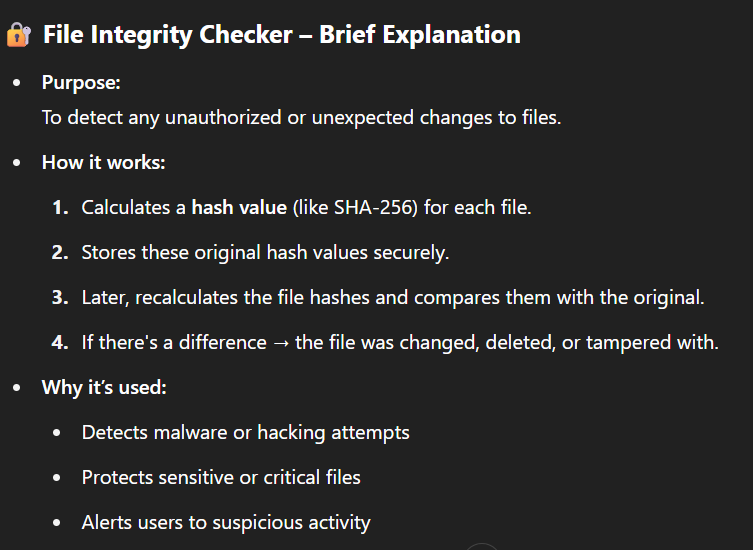 🔐 File Integrity Checker – Brief Explanation
• Purpose:
To detect any unauthorized or unexpected changes to files.
• How it works:
1. Calculates a hash value (like SHA-256) for each file.
2. Stores these original hash values securely.
3. Later, recalculates the file hashes and compares them with the original.
4. If there's a difference → the file was changed, deleted, or tampered with.
• Why it’s used:
• Detects malware or hacking attempts
• Protects sensitive or critical files
• Alerts users to suspicious activity